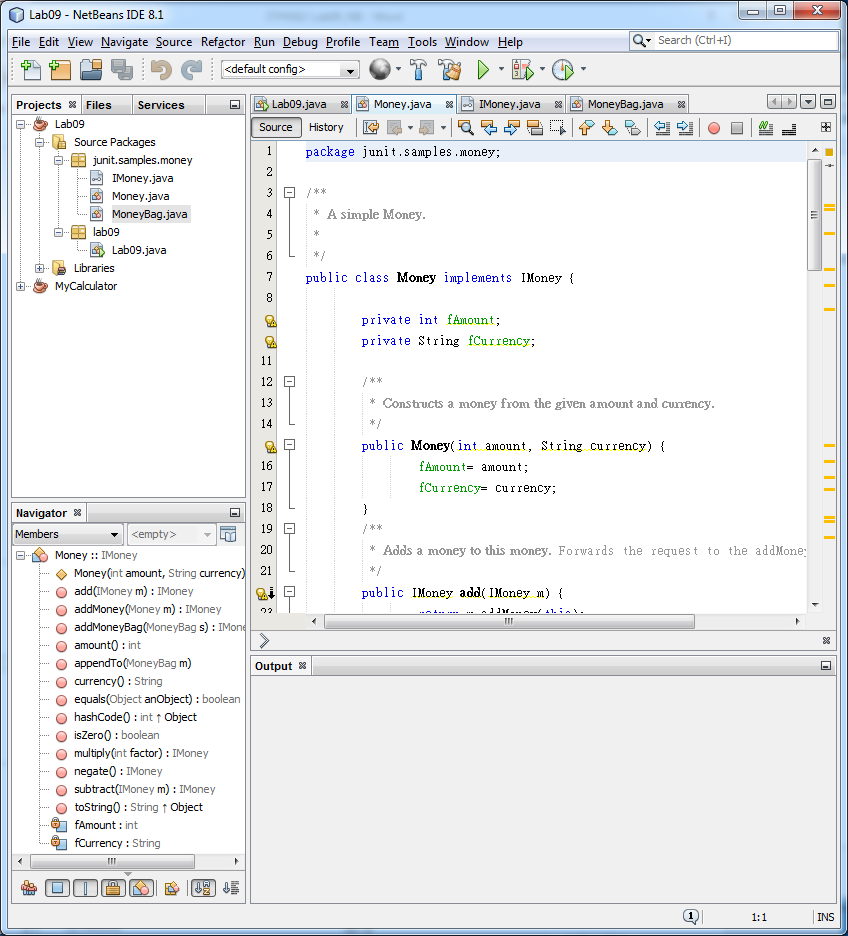 Lab09 - NetBeans IDE 8.1
File Edit View Navigate Source Refactor Run Debug Profile Team Tools Window Help
Search (Ctrl+I)
<default config>
Projects Files Services
Lab09
Source Packages
junit.samples.money
IMoney.java
Money.java
MoneyBag.java
lab09
Lab09.java
Libraries
MyCalculator
Navigator
Members <empty>
Money :: IMoney
Money(int amount, String currency)
add(IMoney m) : IMoney
addMoney(Money m) : IMoney
addMoneyBag(MoneyBag s) : IMone
amount() : int
appendTo(MoneyBag m)
currency() : String
equals(Object anObject) : boolean
hashCode() : int ↑ Object
isZero() : boolean
multiply(int factor) : IMoney
negate() : IMoney
subtract(IMoney m) : IMoney
toString() : String ↑ Object
fAmount : int
fCurrency : String
Lab09.java Money.java IMoney.java MoneyBag.java
Source History
1 package junit.samples.money;
2
3 /**
4 * A simple Money.
5 *
6 */
7 public class Money implements IMoney {
8
private int fAmount;
private String fCurrency;
11
12 /**
13 * Constructs a money from the given amount and currency.
14 */
public Money(int amount, String currency) {
16 fAmount= amount;
17 fCurrency= currency;
18 }
19 /**
20 * Adds a money to this money. Forwards the request to the addMoney
21 */
public IMoney add(IMoney m) {
23 return m.addMoney(this);
Output
1
1:1 INS